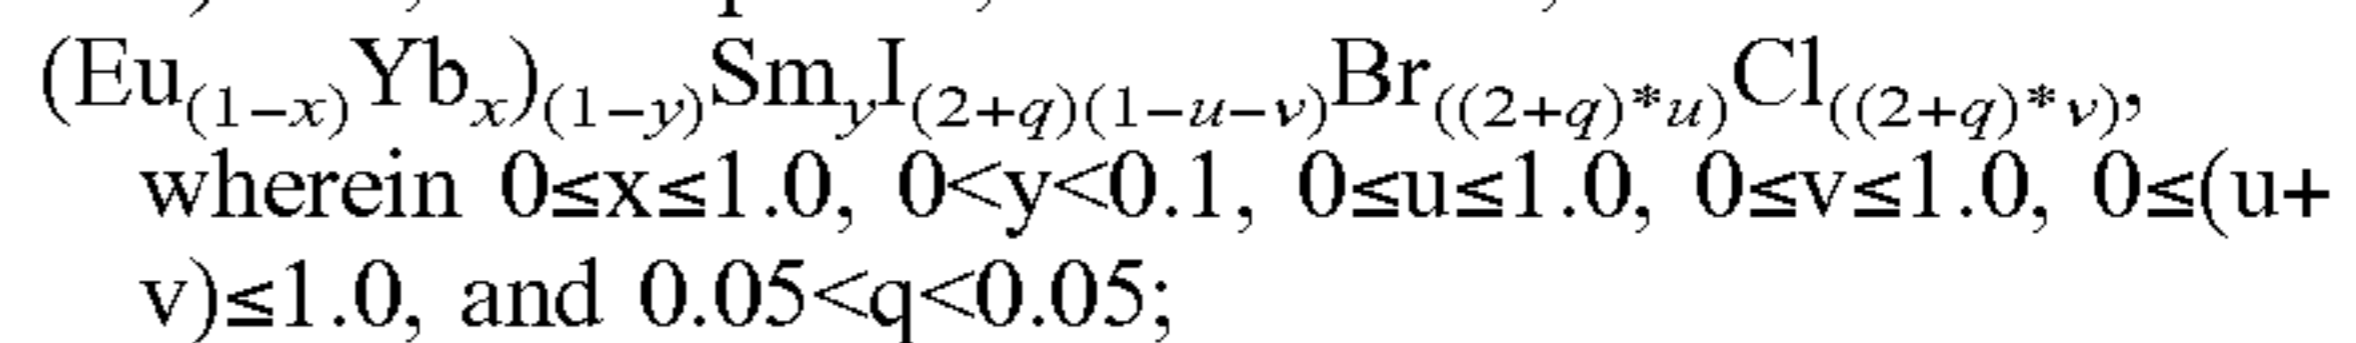 (Eu(1−x)Ybx)(1−y)SmyI(2+q)(1−u−v)Br((2+q)*u)Cl((2+q)*v),
wherein 0≤x≤1.0, 0<y<0.1, 0≤u≤1.0, 0≤v≤1.0, 0≤(u+
v)≤1.0, and 0.05<q<0.05;